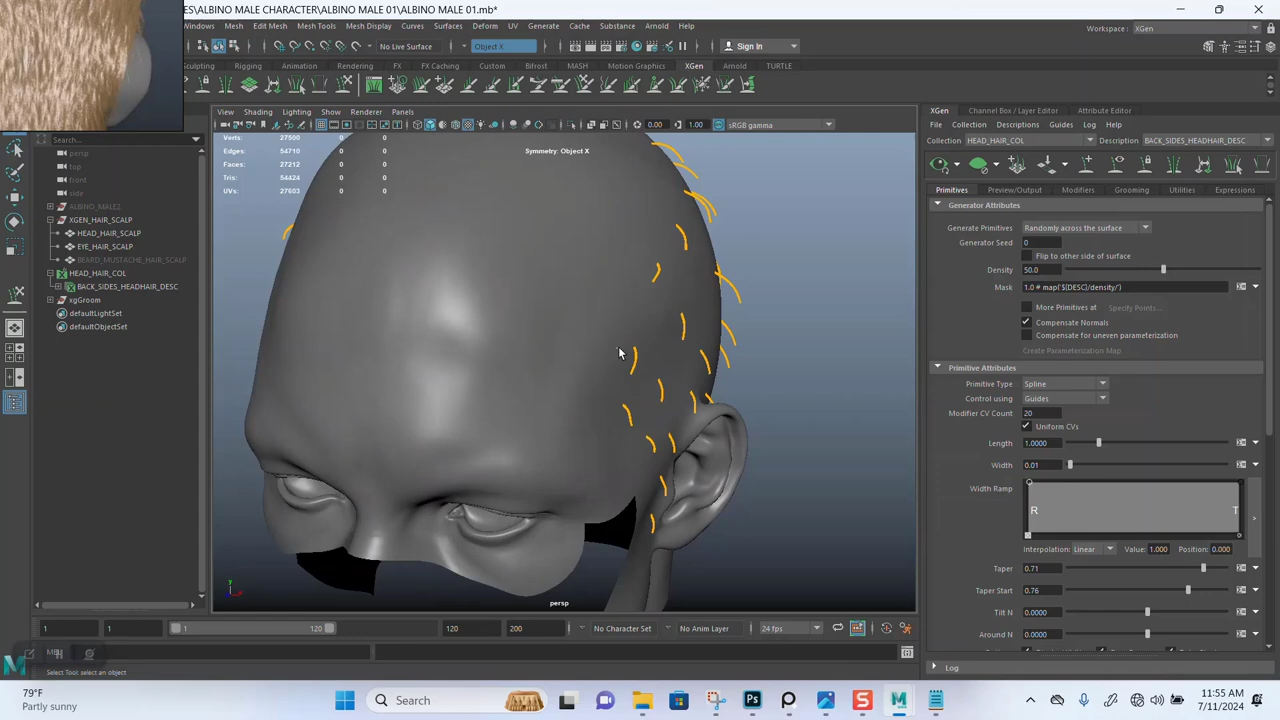 S\ALBINO MALE CHARACTER\ALBINO MALE 01\ALBINO MALE 01.mb*
Windows Mesh Edit Mesh Mesh Tools Mesh Display Curves Surfaces Deform UV Generate Cache Substance Arnold Help
Workspace: XGen
No Live Surface Object X Sign In
Sculpting Rigging Animation Rendering FX FX Caching Custom Bifrost MASH Motion Graphics XGen Arnold TURTLE
View Shading Lighting Show Renderer Panels
XGen Channel Box / Layer Editor Attribute Editor
0.00 1.00 sRGB gamma
File Collection Descriptions Guides Log Help
Search...
Collection HEAD_HAIR_COL Description BACK_SIDES_HEADHAIR_DESC
persp
top
front
side
ALBINO_MALE2
XGEN_HAIR_SCALP
HEAD_HAIR_SCALP
EYE_HAIR_SCALP
BEARD_MUSTACHE_HAIR_SCALP
HEAD_HAIR_COL
BACK_SIDES_HEADHAIR_DESC
xgGroom
defaultLightSet
defaultObjectSet
Verts: 27500 0 0
Edges: 54710 0 0
Faces: 27212 0 0
Tris: 54424 0 0
UVs: 27603 0 0
Symmetry: Object X
persp
Primitives Preview/Output Modifiers Grooming Utilities Expressions
Generator Attributes
Generate Primitives Randomly across the surface
Generator Seed 0
Flip to other side of surface
Density 50.0
Mask 1.0 # map('${DESC}/density/')
More Primitives at Specify Points...
Compensate Normals
Compensate for uneven parameterization
Create Parameterization Map
Primitive Attributes
Primitive Type Spline
Control using Guides
Modifier CV Count 20
Uniform CVs
Length 1.0000
Width 0.01
Width Ramp
R T
>
Interpolation: Linear Value: 1.000 Position: 0.000
Taper 0.71
Taper Start 0.76
Tilt N 0.0000
Around N 0.0000
Log
1 1 1 120 120 200 No Character Set No Anim Layer 24 fps
Select Tool: select an object
79°F
Partly sunny
Search
11:55 AM
7/11/2024